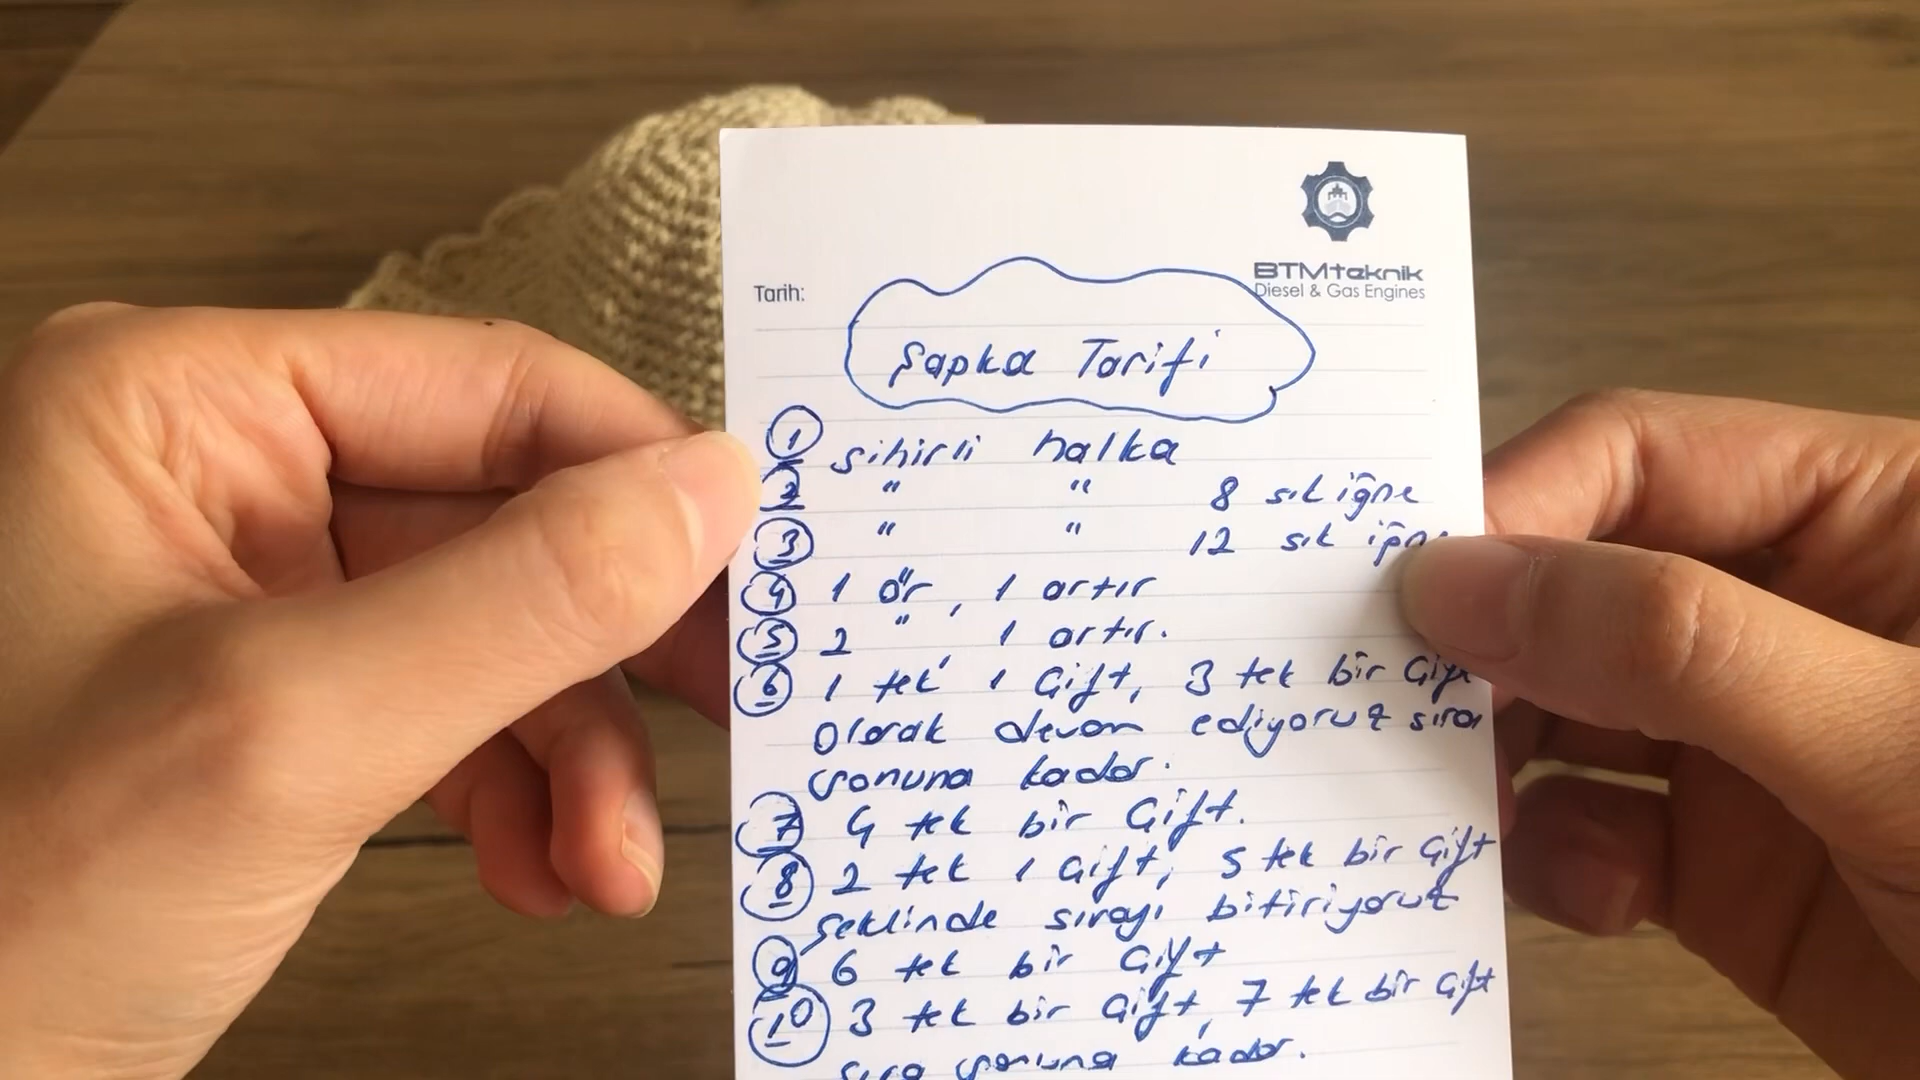 BTMteknik
Diesel & Gas Engines
Tarih:
Şapka Tarifi
1 sihirli halka
2 " " 8 sık iğne
3 " " 12 sık iğne
4 1 ör, 1 artır
5 2 ", 1 artır.
6 1 tek 1 Çift, 3 tek bir Çift
olarak devam ediyoruz sıra
sonuna kadar.
7 4 tek bir Çift.
8 2 tek 1 Çift, 5 tek bir Çift
şeklinde sırayı bitiriyoruz
9 6 tek bir Çift
10 3 tek bir Çift, 7 tek bir Çift
sıra sonuna kadar.